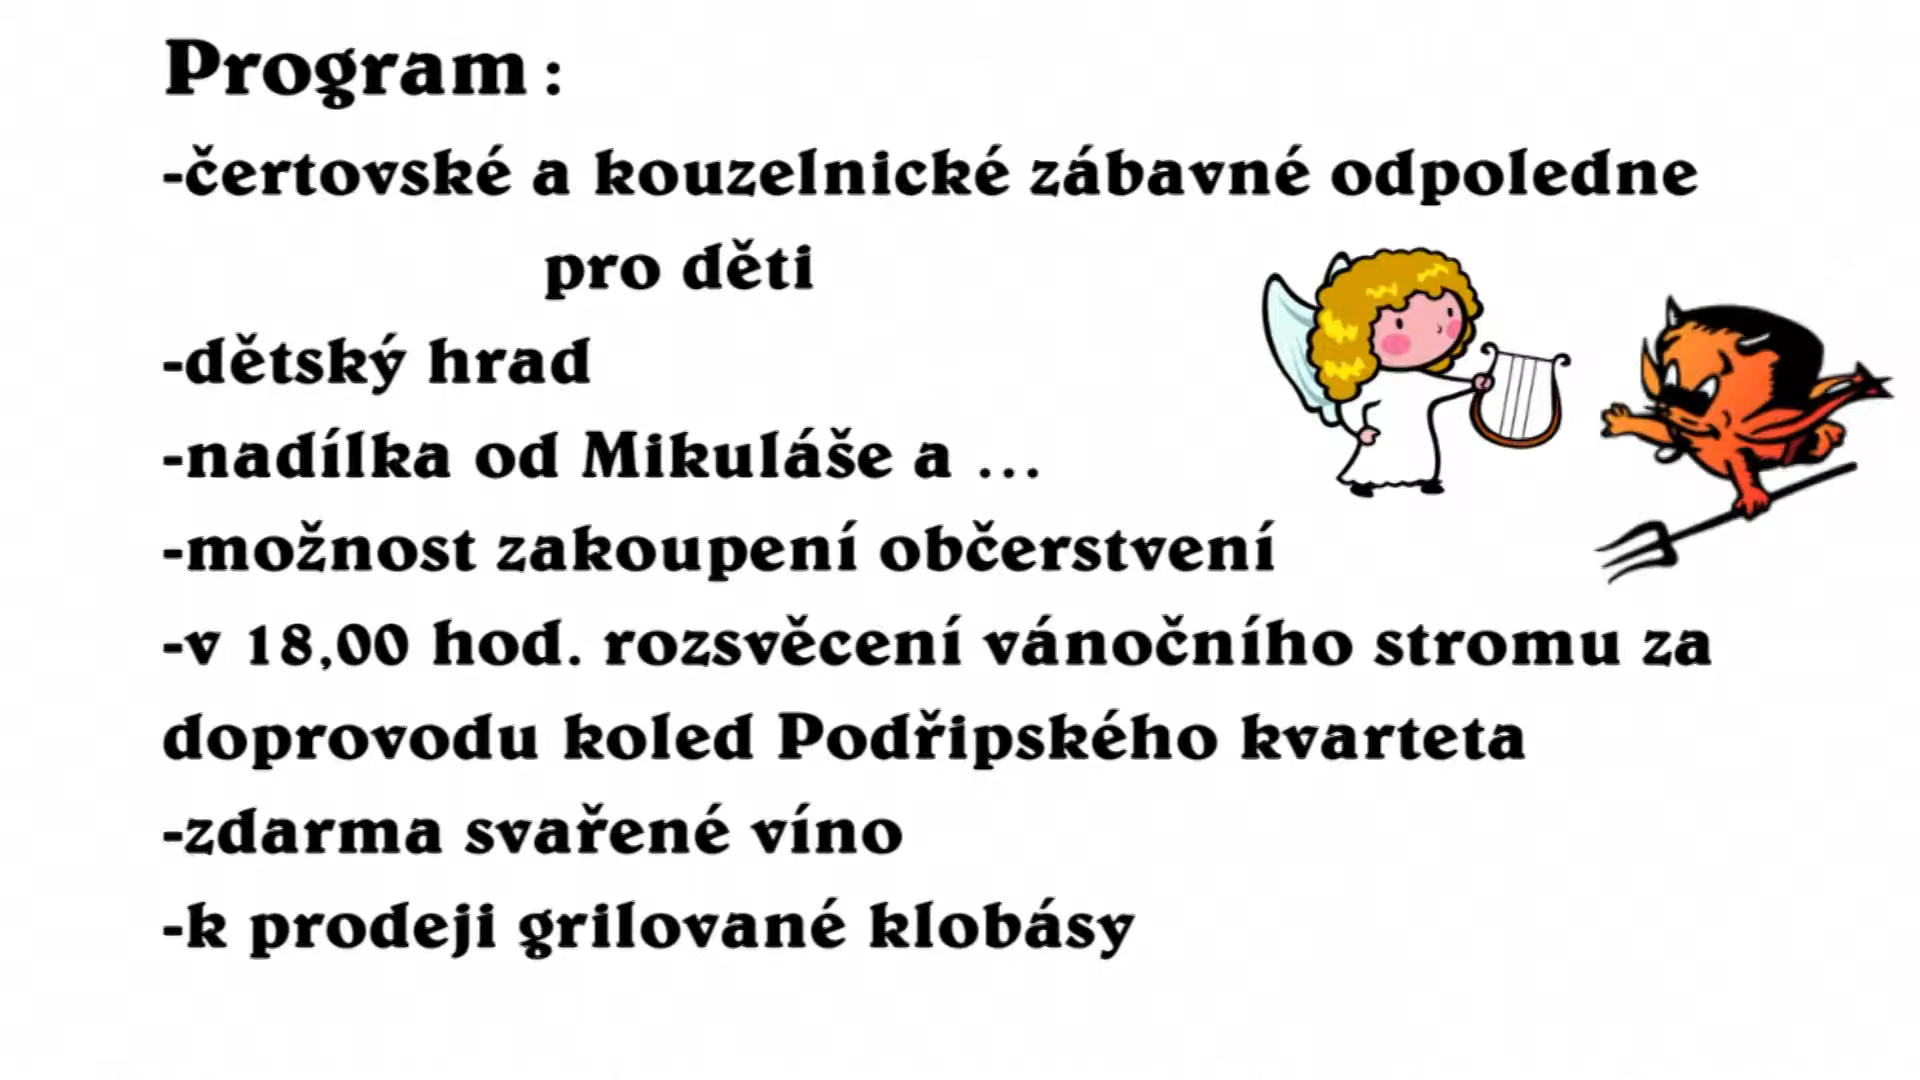 Program :
-čertovské a kouzelnické zábavné odpoledne
pro děti
-dětský hrad
-nadílka od Mikuláše a ...
-možnost zakoupení občerstvení
-v 18,00 hod. rozsvěcení vánočního stromu za
doprovodu koled Podřipského kvarteta
-zdarma svařené víno
-k prodeji grilované klobásy